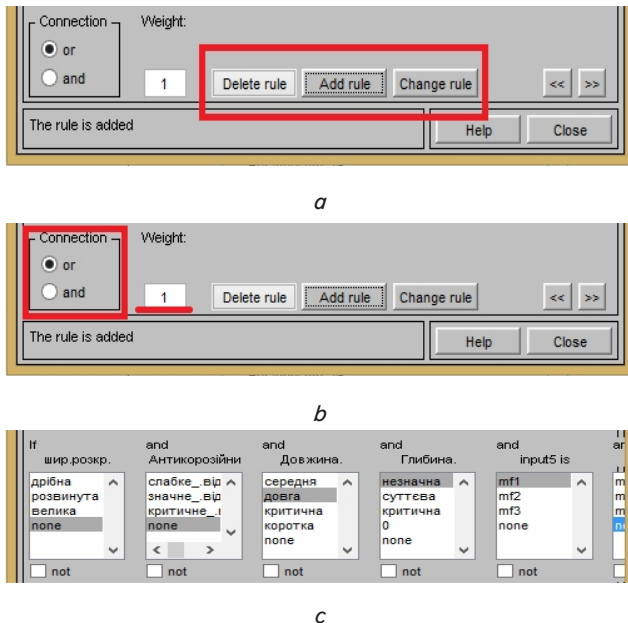 Connection Weight:
or
and 1 Delete rule Add rule Change rule << >>
The rule is added Help Close
a
Connection Weight:
or
and 1 Delete rule Add rule Change rule << >>
The rule is added Help Close
b
If and and and and
шир.розкр. Антикорозійни Довжина. Глибина. input5 is
дрібна слабке_.від середня незначна mf1
розвинута значне_.від довга суттєва mf2
велика критичне_. критична критична mf3
none none коротка 0 none
none none
< >
not not not not not
c